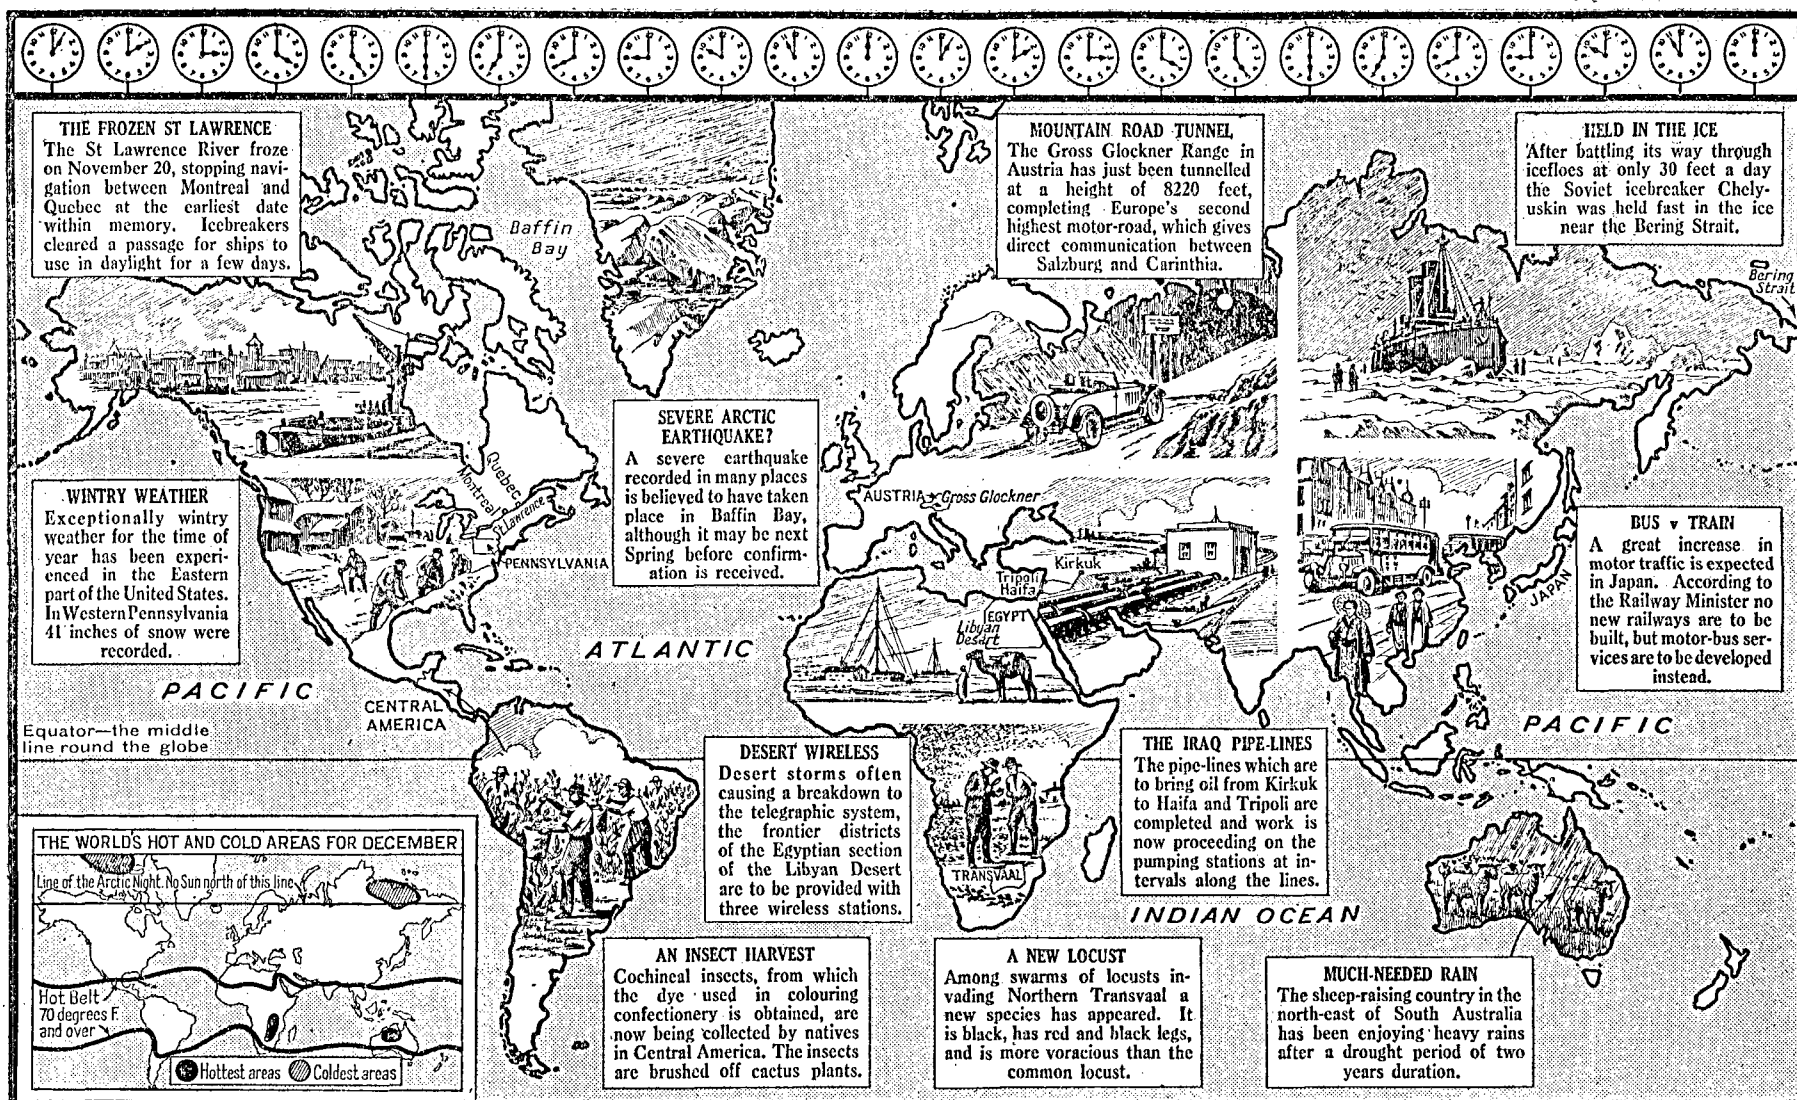 THE FROZEN ST LAWRENCE
The St Lawrence River froze
on November 20, stopping navi-
gation between Montreal and
Quebec at the earliest date
within memory. Icebreakers
cleared a passage for ships to
use in daylight for a few days.
MOUNTAIN ROAD TUNNEL
The Gross Glockner Range in
Austria has just been tunnelled
at a height of 8220 feet,
completing Europe's second
highest motor-road, which gives
direct communication between
Salzburg and Carinthia.
HELD IN THE ICE
After battling its way through
icefloes at only 30 feet a day
the Soviet icebreaker Chely-
uskin was held fast in the ice
near the Bering Strait.
Baffin
Bay
Bering
Strait
SEVERE ARCTIC
EARTHQUAKE?
A severe earthquake
recorded in many places
is believed to have taken
place in Baffin Bay,
although it may be next
Spring before confirm-
ation is received.
WINTRY WEATHER
Exceptionally wintry
weather for the time of
year has been experi-
enced in the Eastern
part of the United States.
In Western Pennsylvania
41 inches of snow were
recorded.
Quebec
Montreal
St Lawrence
PENNSYLVANIA
AUSTRIA
Gross Glockner
Kirkuk
Tripoli
Haifa
EGYPT
Libyan
Desert
JAPAN
BUS v TRAIN
A great increase in
motor traffic is expected
in Japan. According to
the Railway Minister no
new railways are to be
built, but motor-bus ser-
vices are to be developed
instead.
ATLANTIC
PACIFIC
CENTRAL
AMERICA
PACIFIC
Equator—the middle
line round the globe
DESERT WIRELESS
Desert storms often
causing a breakdown to
the telegraphic system,
the frontier districts
of the Egyptian section
of the Libyan Desert
are to be provided with
three wireless stations.
THE IRAQ PIPE-LINES
The pipe-lines which are
to bring oil from Kirkuk
to Haifa and Tripoli are
completed and work is
now proceeding on the
pumping stations at in-
tervals along the lines.
TRANSVAAL
INDIAN OCEAN
THE WORLD'S HOT AND COLD AREAS FOR DECEMBER
Line of the Arctic Night. No Sun north of this line
Hot Belt
70 degrees F.
and over
Hottest areas
Coldest areas
AN INSECT HARVEST
Cochineal insects, from which
the dye used in colouring
confectionery is obtained, are
now being collected by natives
in Central America. The insects
are brushed off cactus plants.
A NEW LOCUST
Among swarms of locusts in-
vading Northern Transvaal a
new species has appeared. It
is black, has red and black legs,
and is more voracious than the
common locust.
MUCH-NEEDED RAIN
The sheep-raising country in the
north-east of South Australia
has been enjoying heavy rains
after a drought period of two
years duration.